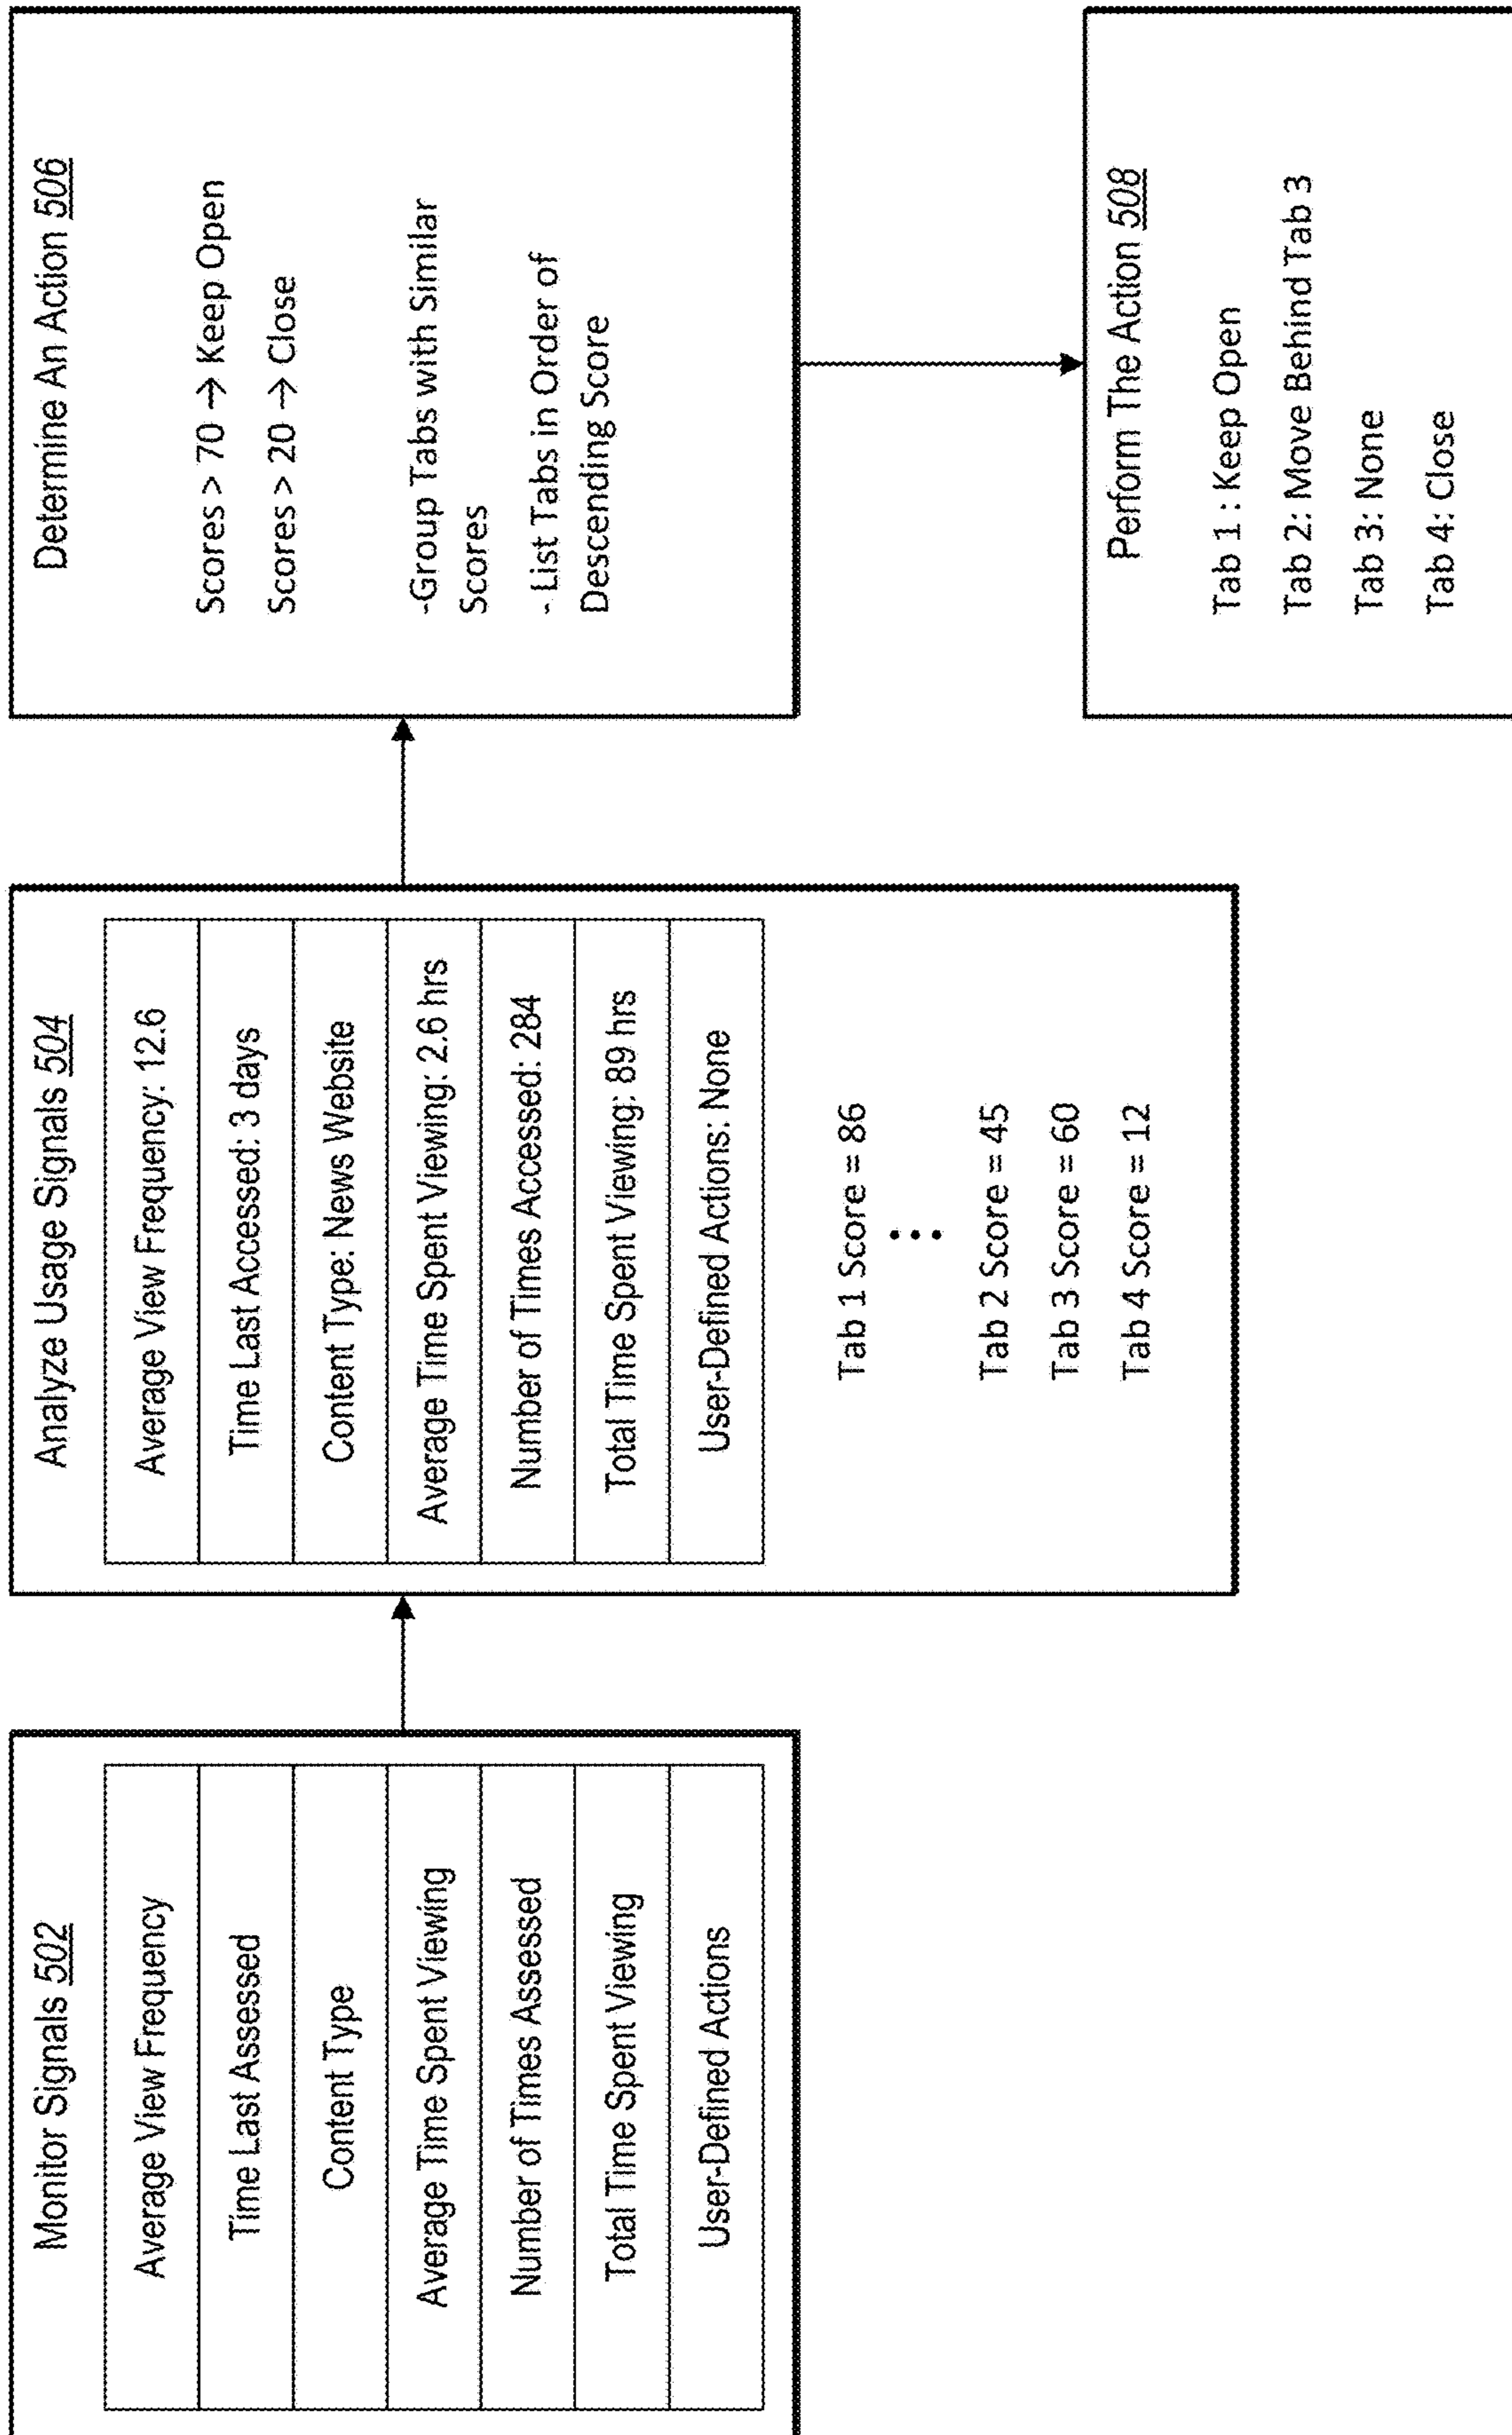 Monitor Signals 502
Average View Frequency
Time Last Assessed
Content Type
Average Time Spent Viewing
Number of Times Assessed
Total Time Spent Viewing
User-Defined Actions
Analyze Usage Signals 504
Average View Frequency: 12.6
Time Last Accessed: 3 days
Content Type: News Website
Average Time Spent Viewing: 2.6 hrs
Number of Times Accessed: 284
Total Time Spent Viewing: 89 hrs
User-Defined Actions: None
Tab 1 Score = 86
•••
Tab 2 Score = 45
Tab 3 Score = 60
Tab 4 Score = 12
Determine An Action 506
Scores > 70 → Keep Open
Scores > 20 → Close
-Group Tabs with Similar
Scores
- List Tabs in Order of
Descending Score
Perform The Action 508
Tab 1 : Keep Open
Tab 2: Move Behind Tab 3
Tab 3: None
Tab 4: Close